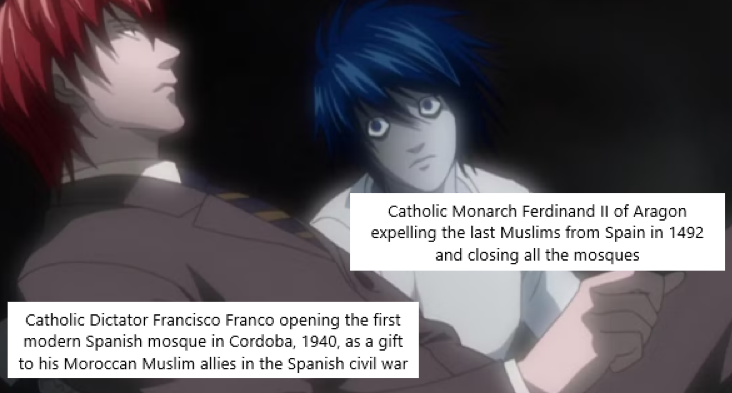 Catholic Monarch Ferdinand II of Aragon
expelling the last Muslims from Spain in 1492
and closing all the mosques
Catholic Dictator Francisco Franco opening the first
modern Spanish mosque in Cordoba, 1940, as a gift
to his Moroccan Muslim allies in the Spanish civil war